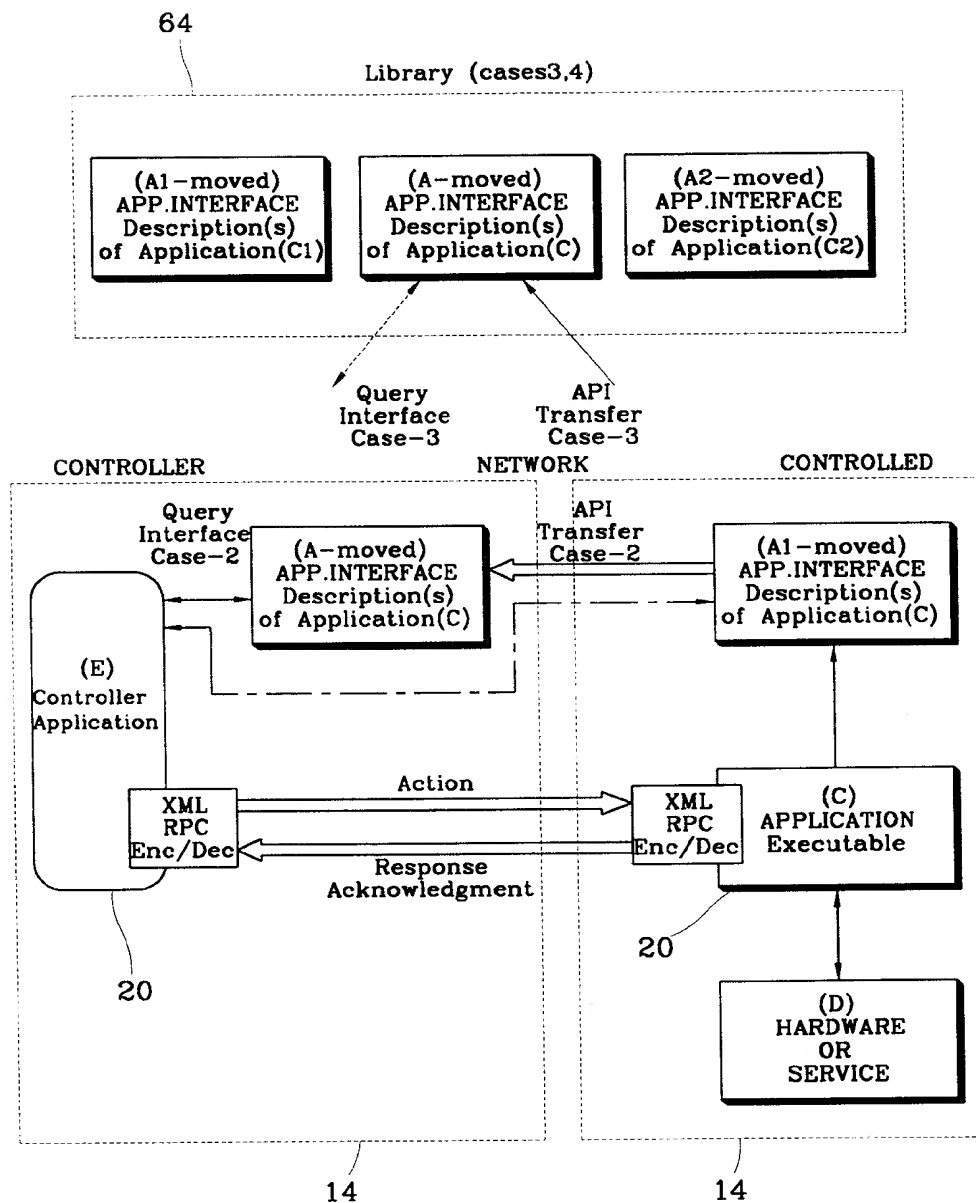 64
Library (cases3,4)
(A1-moved)
APP.INTERFACE
Description(s)
of Application(C1)
(A-moved)
APP.INTERFACE
Description(s)
of Application(C)
(A2-moved)
APP.INTERFACE
Description(s)
of Application(C2)
Query
Interface
Case-3
API
Transfer
Case-3
CONTROLLER
NETWORK
CONTROLLED
Query
Interface
Case-2
(A-moved)
APP.INTERFACE
Description(s)
of Application(C)
API
Transfer
Case-2
(A1-moved)
APP.INTERFACE
Description(s)
of Application(C)
(E)
Controller
Application
XML
RPC
Enc/Dec
Action
Response
Acknowledgment
XML
RPC
Enc/Dec
(C)
APPLICATION
Executable
20
20
(D)
HARDWARE
OR
SERVICE
14
14